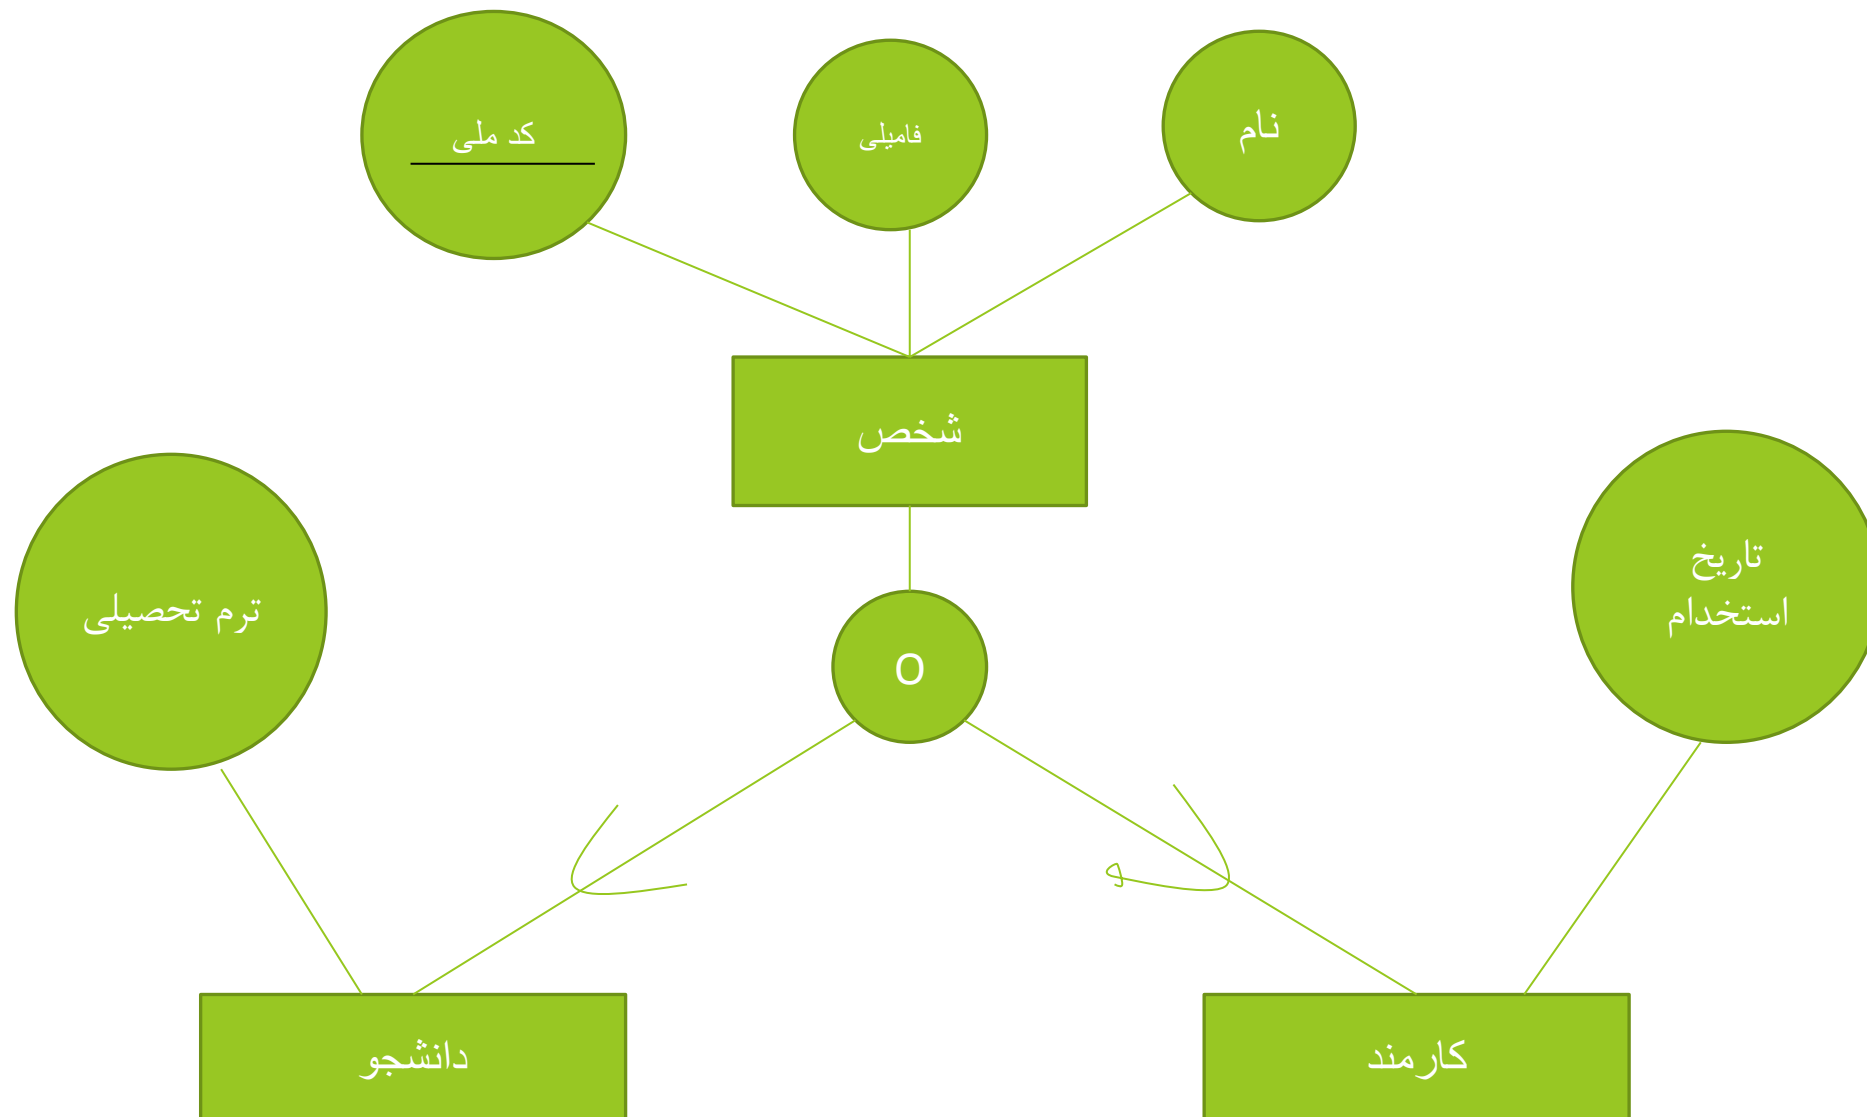 نام
فامیلی
کد ملی
شخص
تاریخ
استخدام
ترم تحصیلی
O
کارمند
دانشجو